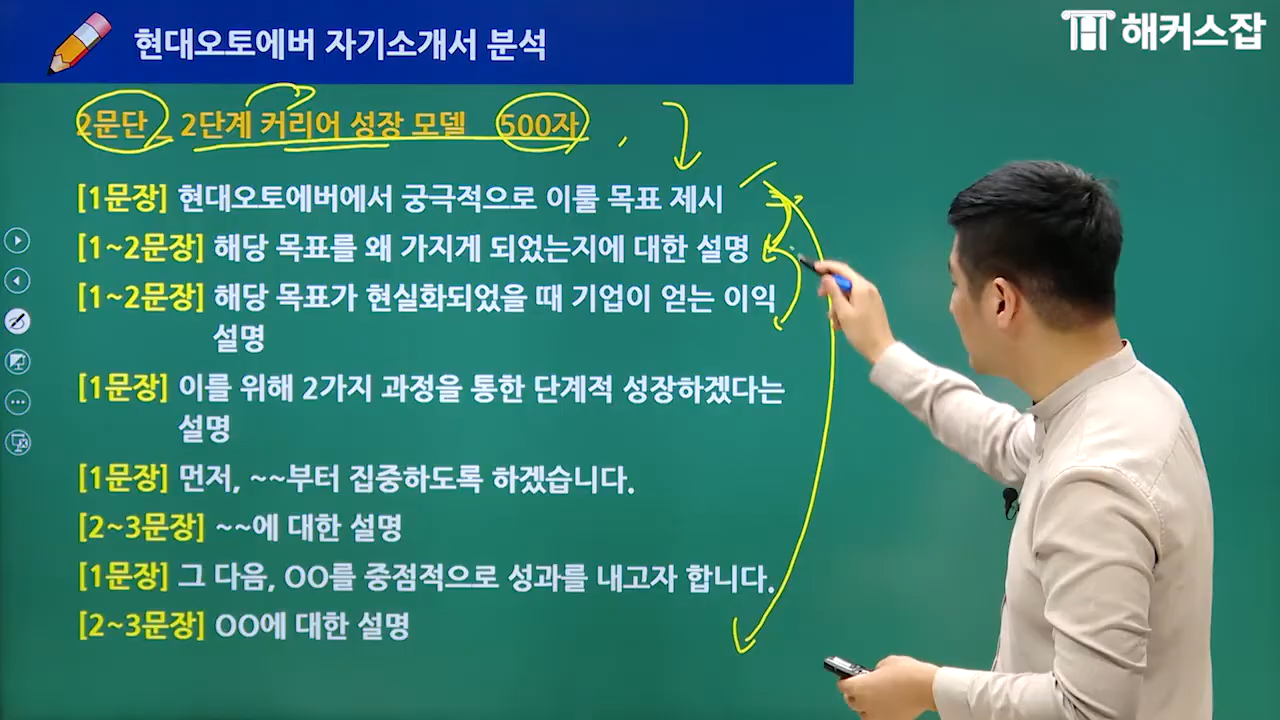 현대오토에버 자기소개서 분석
해커스잡
2문단 _ 2단계 커리어 성장 모델 500자
[1문장] 현대오토에버에서 궁극적으로 이룰 목표 제시
[1~2문장] 해당 목표를 왜 가지게 되었는지에 대한 설명
[1~2문장] 해당 목표가 현실화되었을 때 기업이 얻는 이익
설명
[1문장] 이를 위해 2가지 과정을 통한 단계적 성장하겠다는
설명
[1문장] 먼저, ~~부터 집중하도록 하겠습니다.
[2~3문장] ~~에 대한 설명
[1문장] 그 다음, OO를 중점적으로 성과를 내고자 합니다.
[2~3문장] OO에 대한 설명